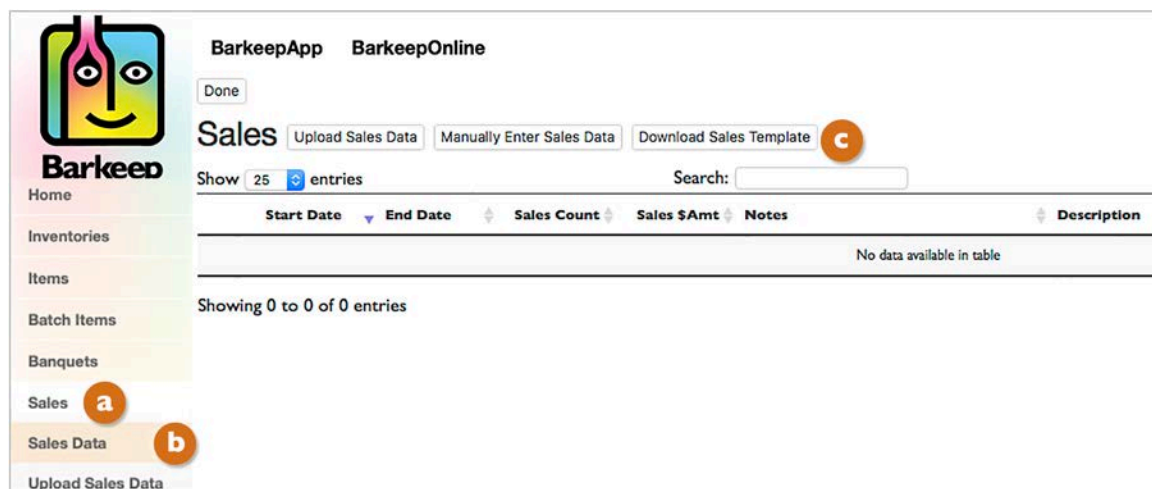 Barkeep
Home
Inventories
Items
Batch Items
Banquets
Sales a
Sales Data b
Upload Sales Data
BarkeepApp BarkeepOnline
Done
Sales Upload Sales Data Manually Enter Sales Data Download Sales Template c
Show 25 entries Search:
Start Date End Date Sales Count Sales $Amt Notes Description
No data available in table
Showing 0 to 0 of 0 entries